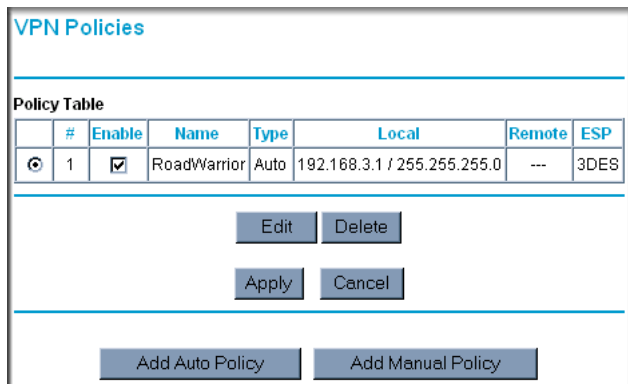 VPN Policies
Policy Table
# Enable Name Type Local Remote ESP
1 RoadWarrior Auto 192.168.3.1 / 255.255.255.0 --- 3DES
Edit Delete
Apply Cancel
Add Auto Policy Add Manual Policy